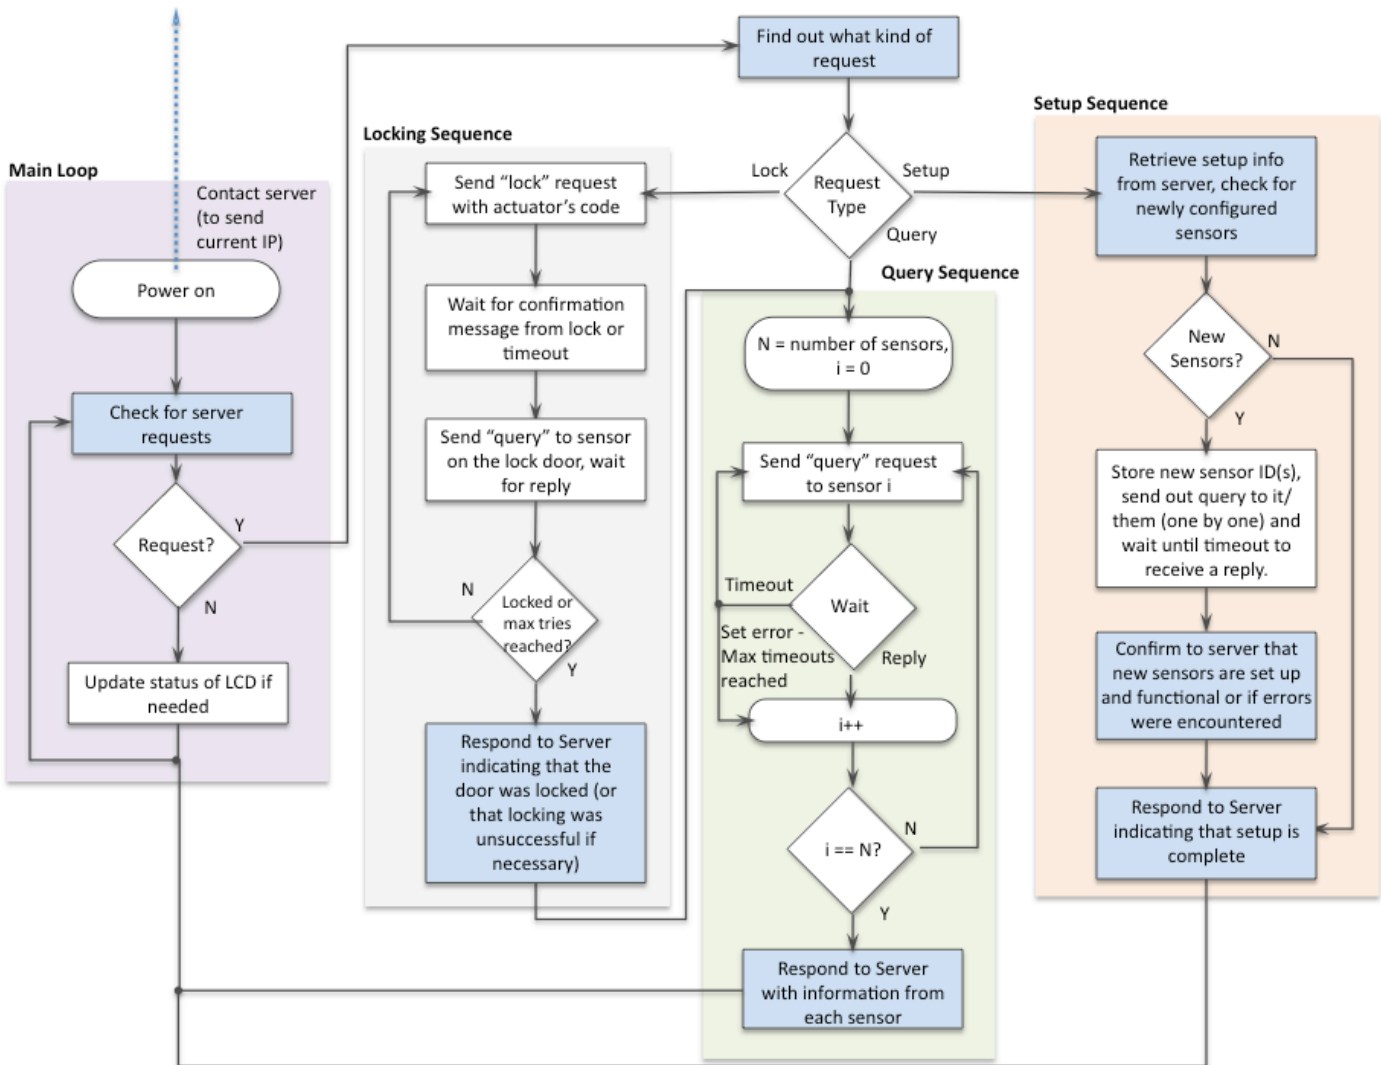 Main Loop
Contact server
(to send
current IP)
Power on
Check for server
requests
Request?
Y
N
Update status of LCD if
needed
Locking Sequence
Send “lock” request
with actuator’s code
Wait for confirmation
message from lock or
timeout
Send “query” to sensor
on the lock door, wait
for reply
Locked or
max tries
reached?
N
Y
Respond to Server
indicating that the
door was locked (or
that locking was
unsuccessful if
necessary)
Find out what kind of
request
Request
Type
Lock
Setup
Query
Query Sequence
N = number of sensors,
i = 0
Send “query” request
to sensor i
Wait
Timeout
Set error -
Max timeouts
reached
Reply
i++
i == N?
N
Y
Respond to Server
with information from
each sensor
Setup Sequence
Retrieve setup info
from server, check for
newly configured
sensors
New
Sensors?
N
Y
Store new sensor ID(s),
send out query to it/
them (one by one) and
wait until timeout to
receive a reply.
Confirm to server that
new sensors are set up
and functional or if errors
were encountered
Respond to Server
indicating that setup is
complete